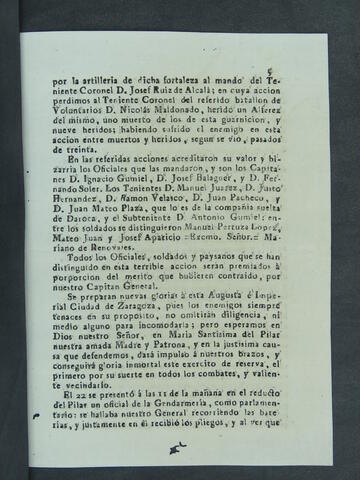 5
por la artilleria de dicha fortaleza al mando del Te-
niente Coronel D. Josef Ruiz de Alcalá; en cuya accion
perdimos al Teniente Coronel del referido batallon de
Voluntarios D. Nicolás Maldonado, herido un Alferez
del mismo, uno muerto de los de esta guarnicion, y
nueve heridos; habiendo sufrido el enemigo en esta
accion entre muertos y heridos, segun se vió, pasados
de treinta.
En las referidas acciones acreditaron su valor y bi-
zarria los Oficiales que las mandaron, y son los Capita-
nes D. Ignacio Gumiel, D. Josef Balaguer, y D. Fer-
nando Soler. Los Tenientes D. Manuel Juarez, D. Justo
Hernandez, D. Ramon Velasco, D. Juan Pacheco, y
D. Juan Mateo Plaza, que lo es de la compañia suelta
de Daroca, y el Subteniente D. Antonio Gumiel: en-
tre los soldados se distinguieron Manuel Pertuza Lopez,
Mateo Juan y Josef Aparicio = Excmo. Señor. = Ma-
riano de Renovales.
Todos los Oficiales, soldados y paysanos que se han
distinguido en esta terrible accion seran premiados á
porporcion del merito que hubieren contraido, por
nuestro Capitan General.
Se preparan nuevas glorias á esta Augusta é Impe-
rial Ciudad de Zaragoza, pues los enemigos siempre
tenaces en su proposito, no omitirán diligencia, ni
medio alguno para incomodaria; pero esperamos en
Dios nuestro Señor, en Maria Santisima del Pilar
nuestra amada Madre y Patrona, y en la justisima cau-
sa que defendemos, dará impulso á nuestros brazos, y
conseguirá gloria inmortal este exercito de reserva, el
primero por su suerte en todos los combates, y valien-
te vecindario.
El 22 se presentó á las 11 de la mañana en el reducto
del Pilar un oficial de la Gendarmeria, como parlamen-
tario: se hallaba nuestro General recorriendo las bate-
rias, y justamente en él recibió los pliegos, y al ver que